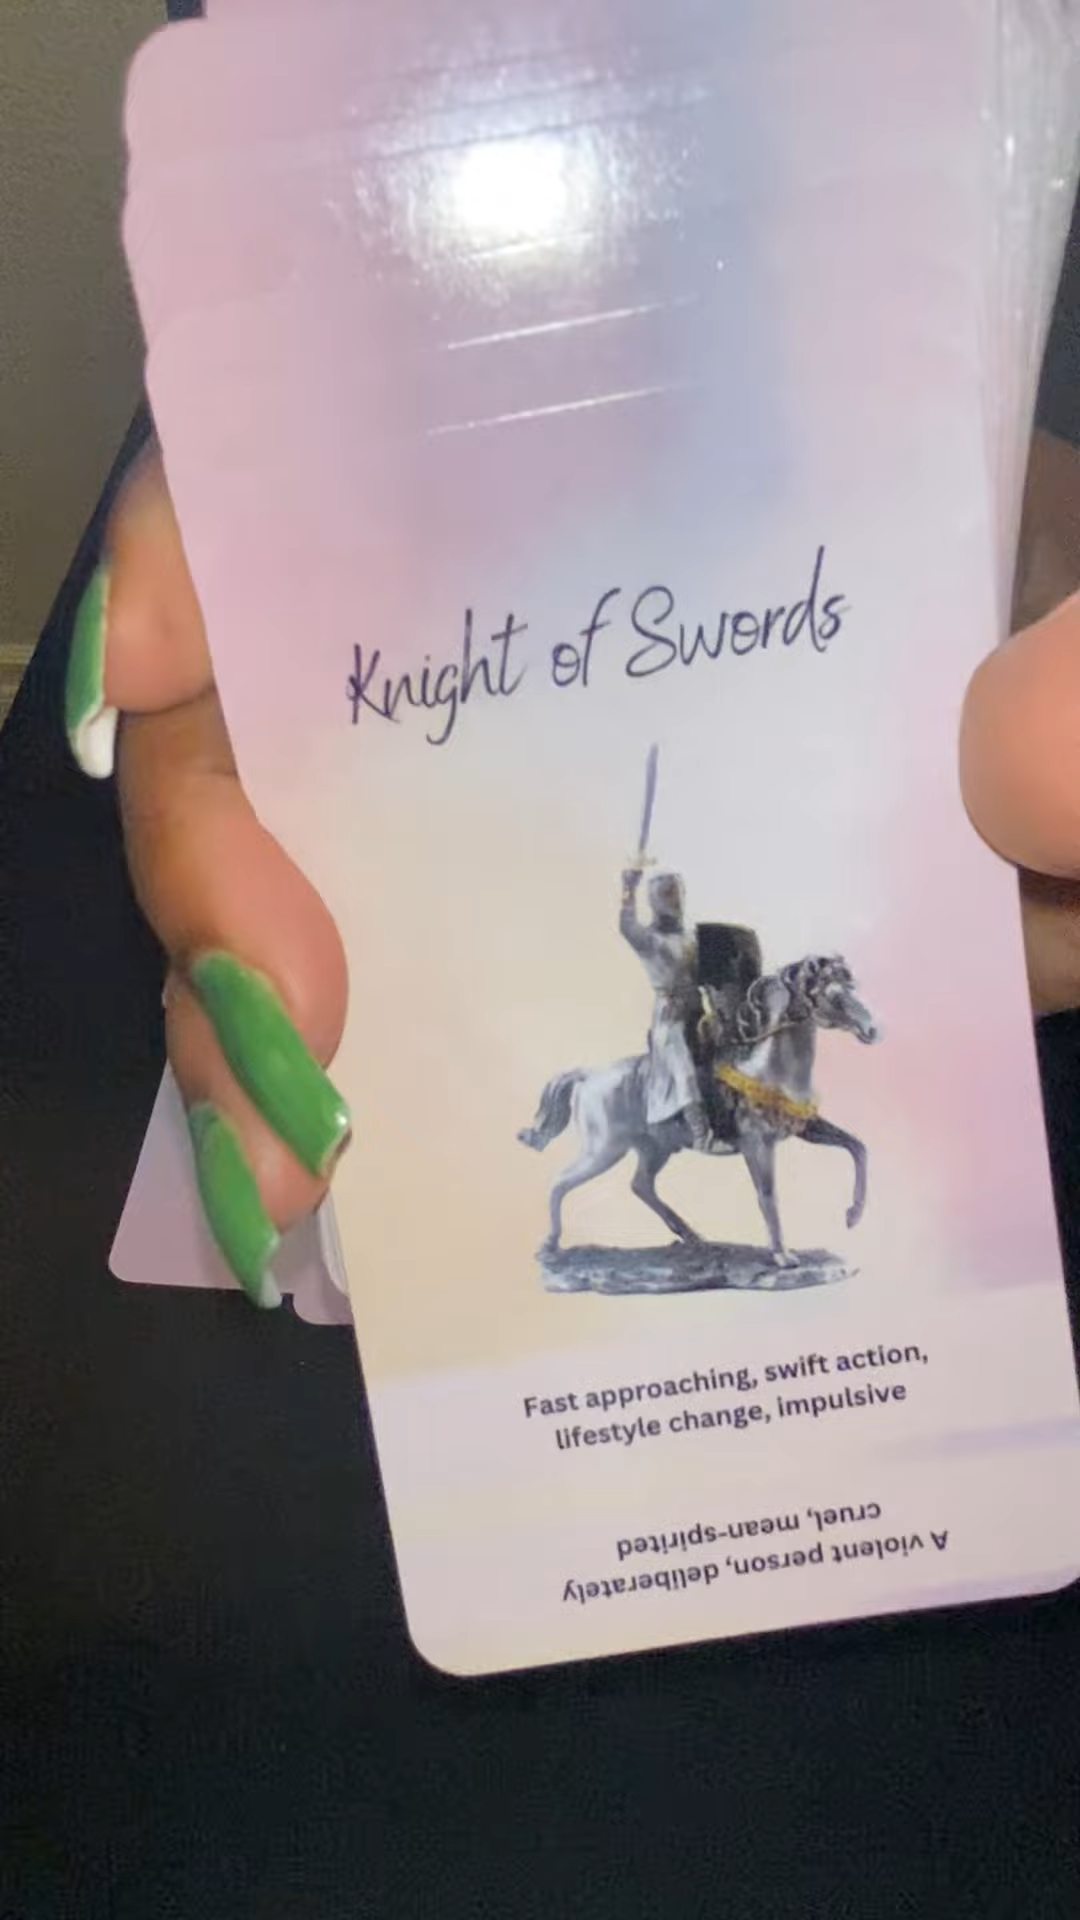 Knight of Swords
Fast approaching, swift action,
lifestyle change, impulsive
A violent person, deliberately
cruel, mean-spirited